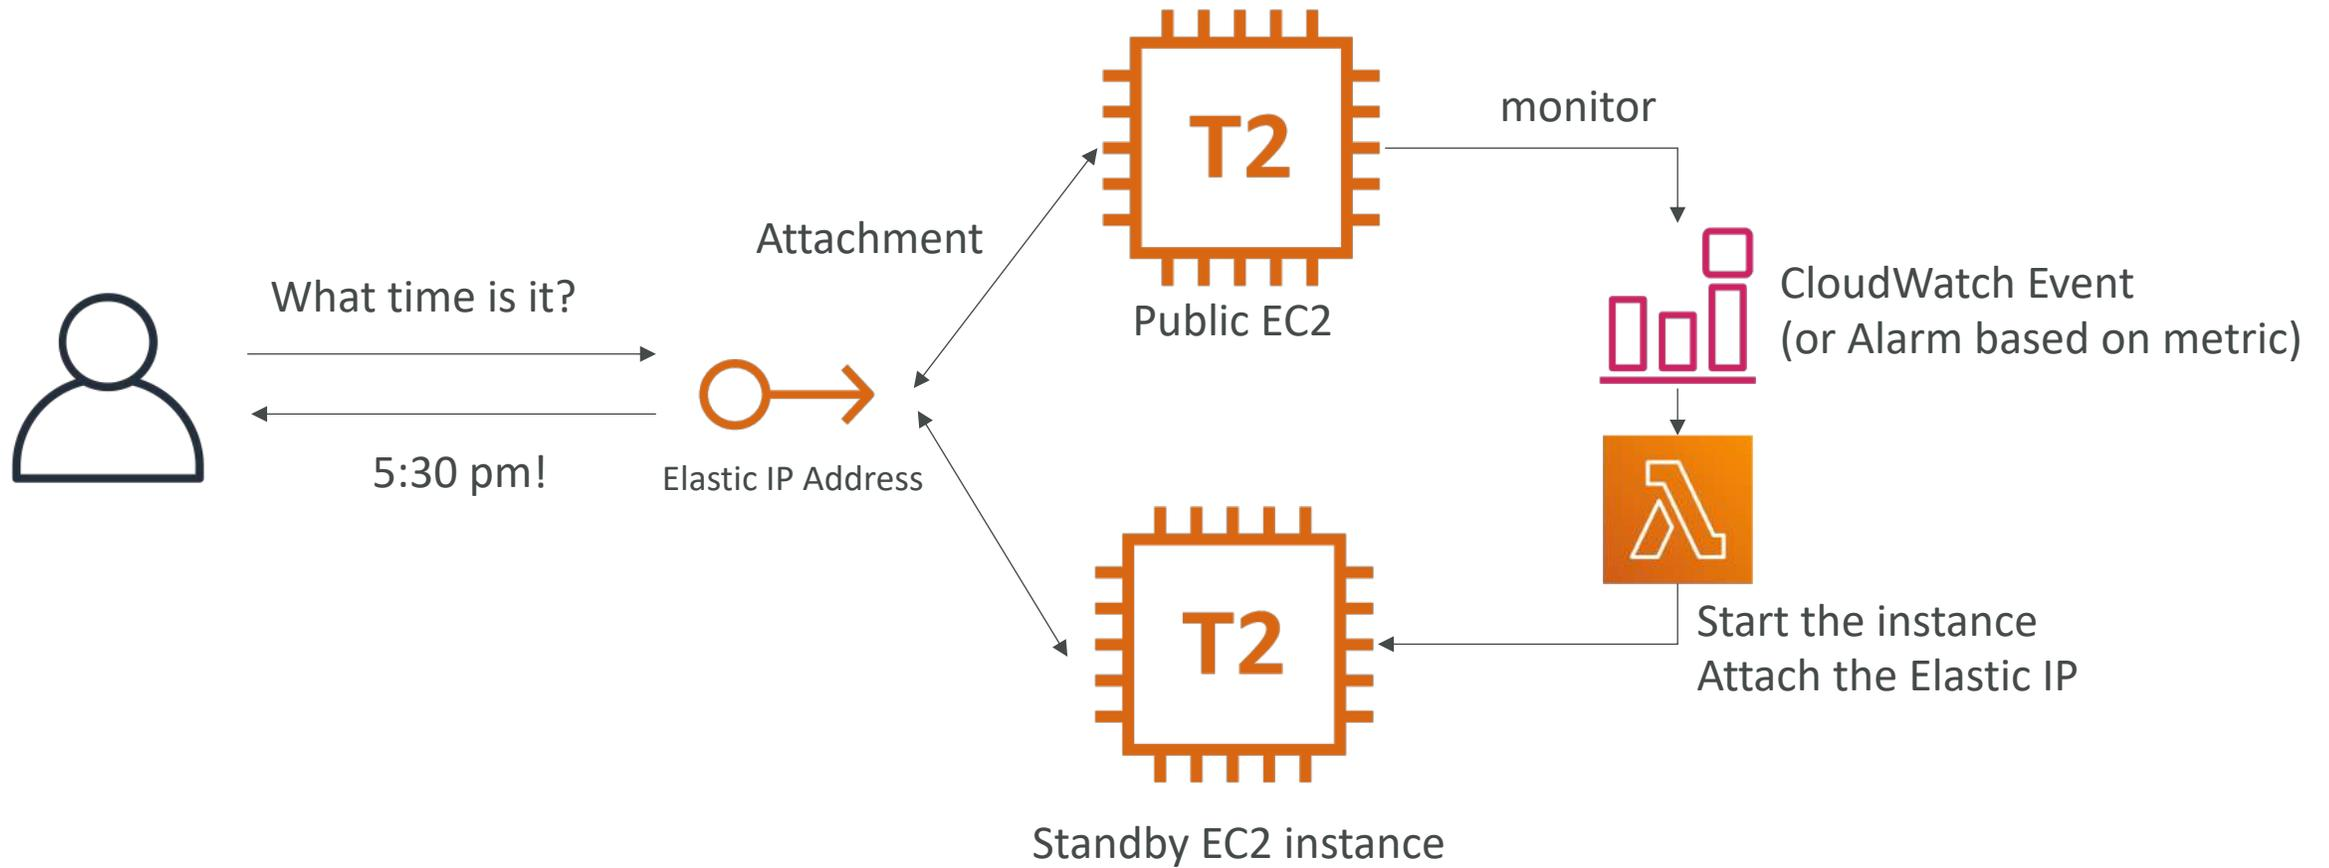 What time is it?
5:30 pm!
Elastic IP Address
Attachment
T2
Public EC2
monitor
CloudWatch Event
(or Alarm based on metric)
Start the instance
Attach the Elastic IP
T2
Standby EC2 instance